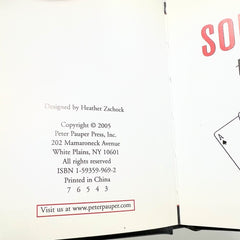 Designed by Heather Zschock
Copyright © 2005
Peter Pauper Press, Inc.
202 Mamaroneck Avenue
White Plains, NY 10601
All rights reserved
ISBN 1-59359-969-2
Printed in China
7 6 5 4 3
Visit us at www.peterpauper.com
SO
A